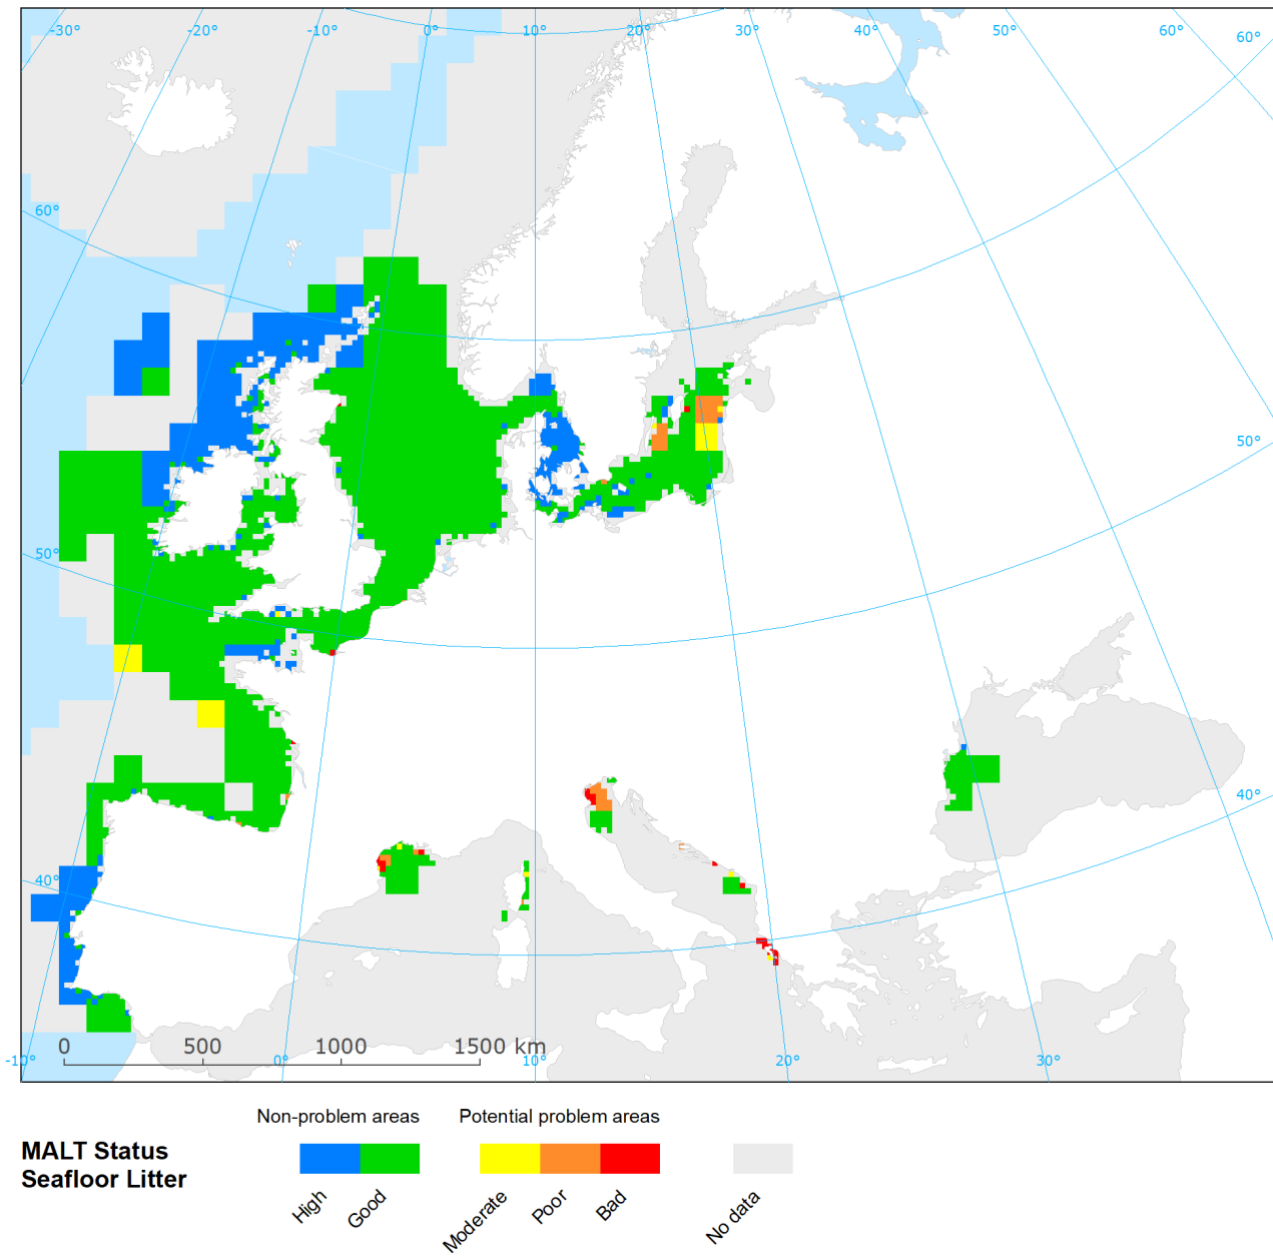 -30° -20° -10° 0° 10° 20° 30° 40° 50° 60° 60°
60°
50°
50°
40°
40°
0 500 1000 1500 km
-10° 0° 10° 20° 30°
Non-problem areas Potential problem areas
MALT Status
Seafloor Litter
High Good Moderate Poor Bad No data